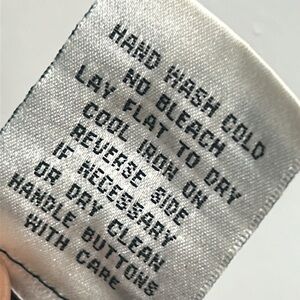 HAND WASH COLD
NO BLEACH
LAY FLAT TO DRY
COOL IRON ON
REVERSE SIDE
IF NECESSARY
OR DRY CLEAN
HANDLE BUTTONS
WITH CARE